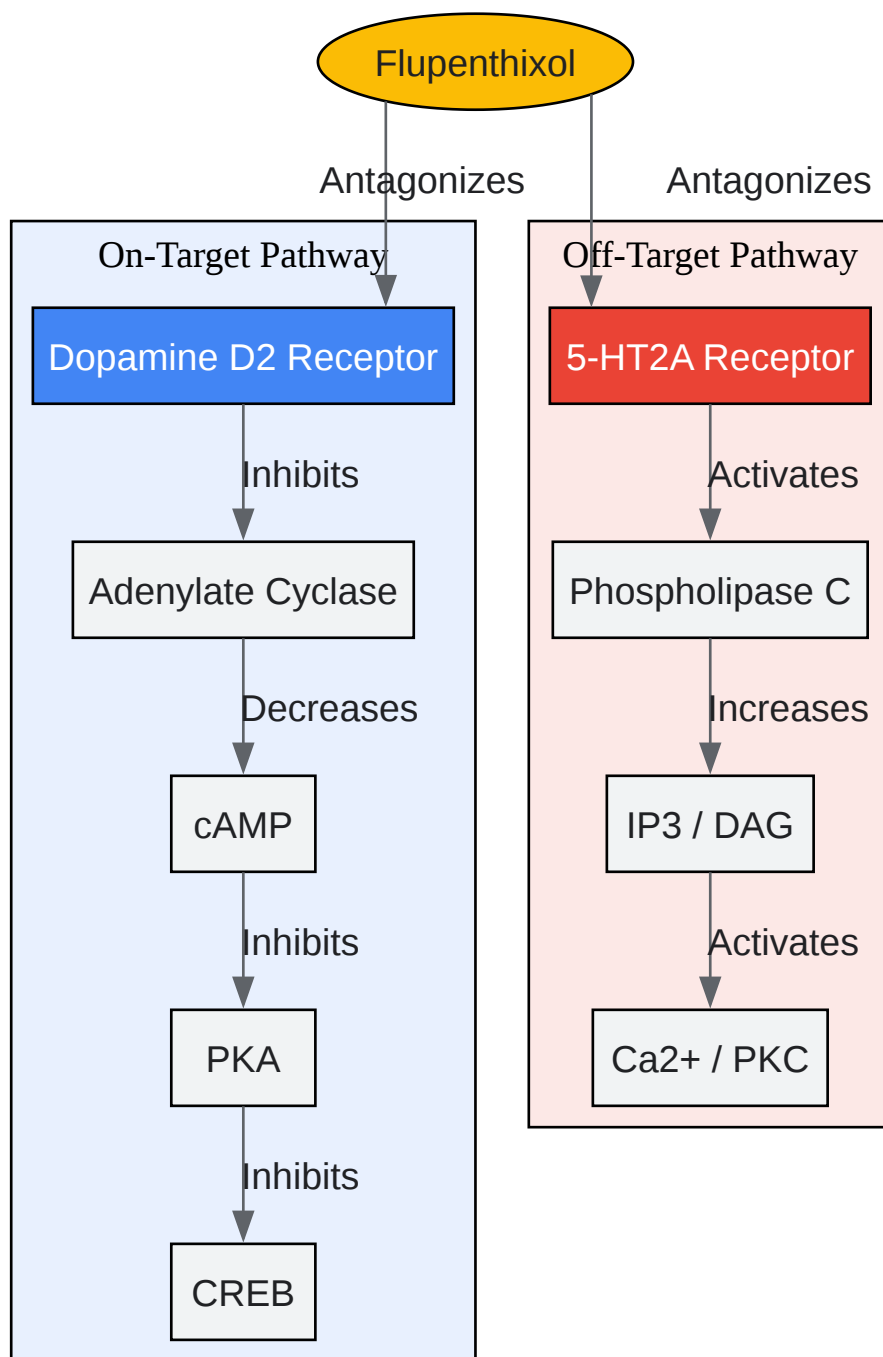 Flupenthixol
Antagonizes
Antagonizes
On-Target Pathway
Dopamine D2 Receptor
Inhibits
Adenylate Cyclase
Decreases
cAMP
Inhibits
PKA
Inhibits
CREB
Off-Target Pathway
5-HT2A Receptor
Activates
Phospholipase C
Increases
IP3 / DAG
Activates
Ca2+ / PKC